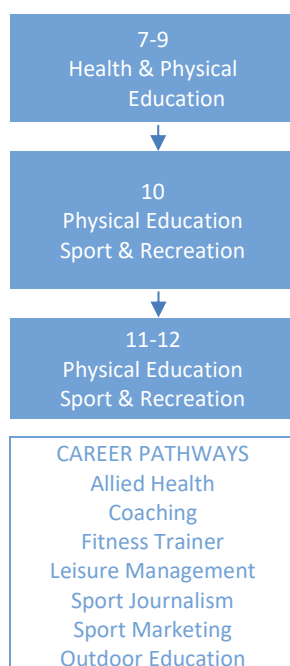 7-9
Health & Physical
Education
10
Physical Education
Sport & Recreation
11-12
Physical Education
Sport & Recreation
CAREER PATHWAYS
Allied Health
Coaching
Fitness Trainer
Leisure Management
Sport Journalism
Sport Marketing
Outdoor Education